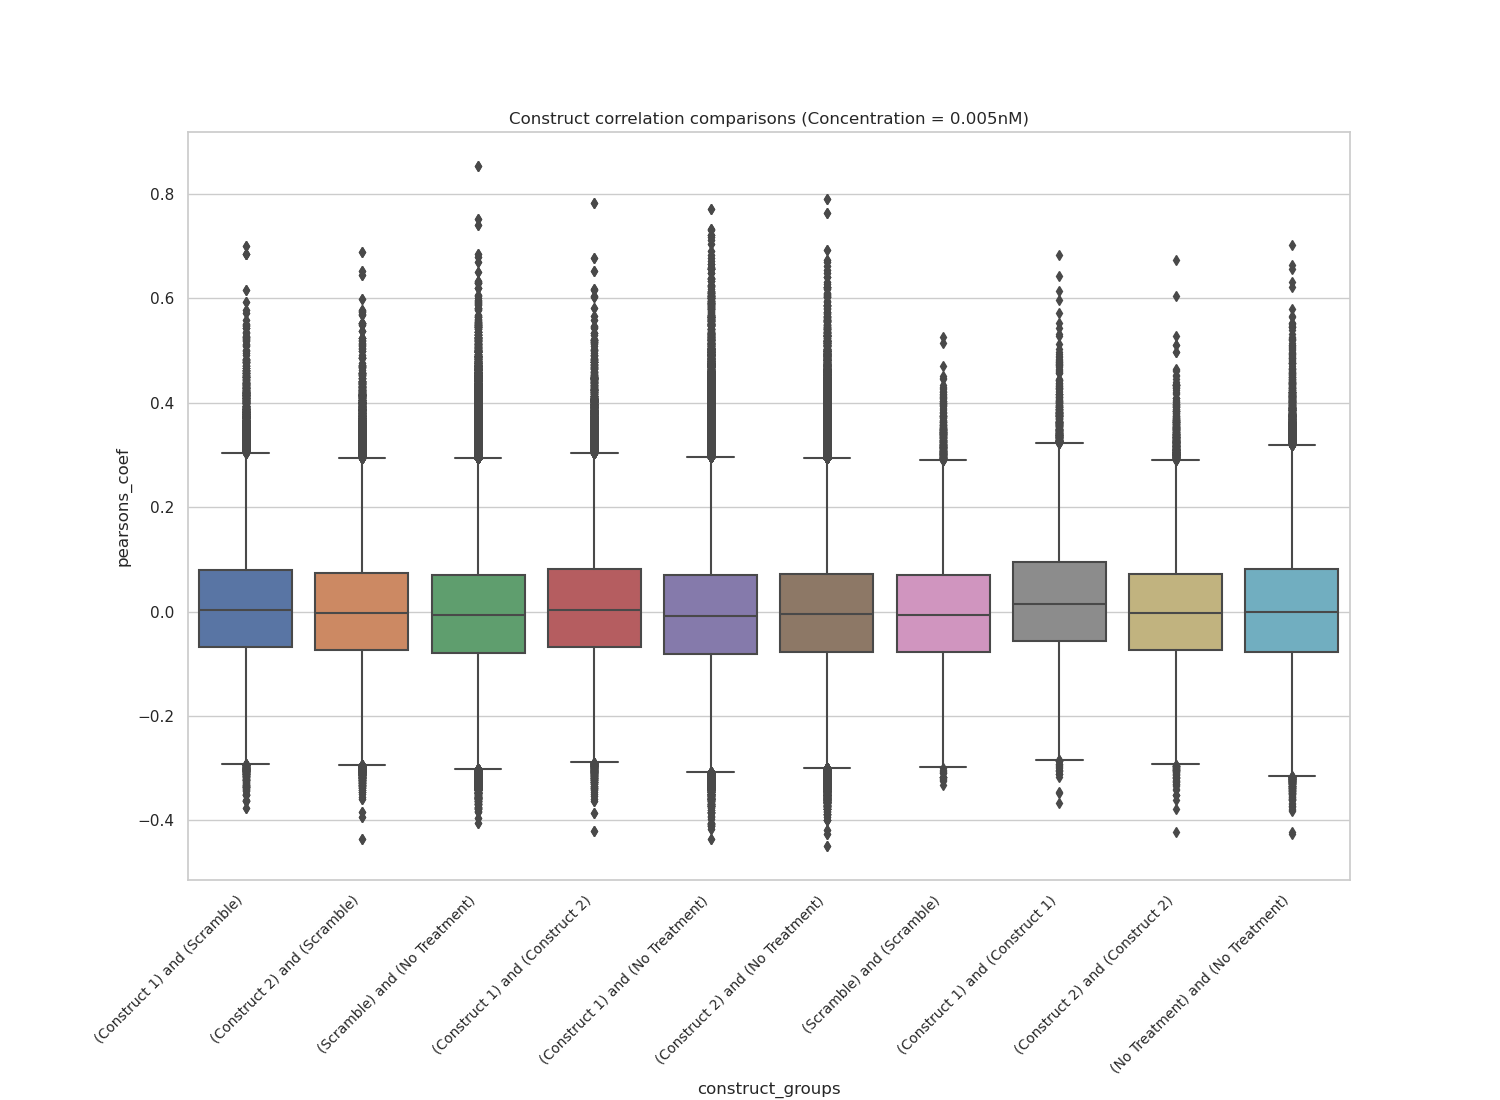 Construct correlation comparisons (Concentration = 0.005nM)
0.8
0.6
0.4
0.2
0.0
−0.2
−0.4
pearsons_coef
(Construct 1) and (Scramble)
(Construct 2) and (Scramble)
(Scramble) and (No Treatment)
(Construct 1) and (Construct 2)
(Construct 1) and (No Treatment)
(Construct 2) and (No Treatment)
(Scramble) and (Scramble)
(Construct 1) and (Construct 1)
(Construct 2) and (Construct 2)
(No Treatment) and (No Treatment)
construct_groups